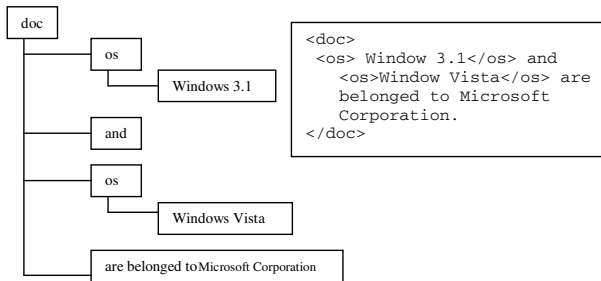 doc
os
Windows 3.1
and
os
Windows Vista
are belonged to Microsoft Corporation
<doc>
<os> Window 3.1</os> and
<os>Window Vista</os> are
belonged to Microsoft
Corporation.
</doc>